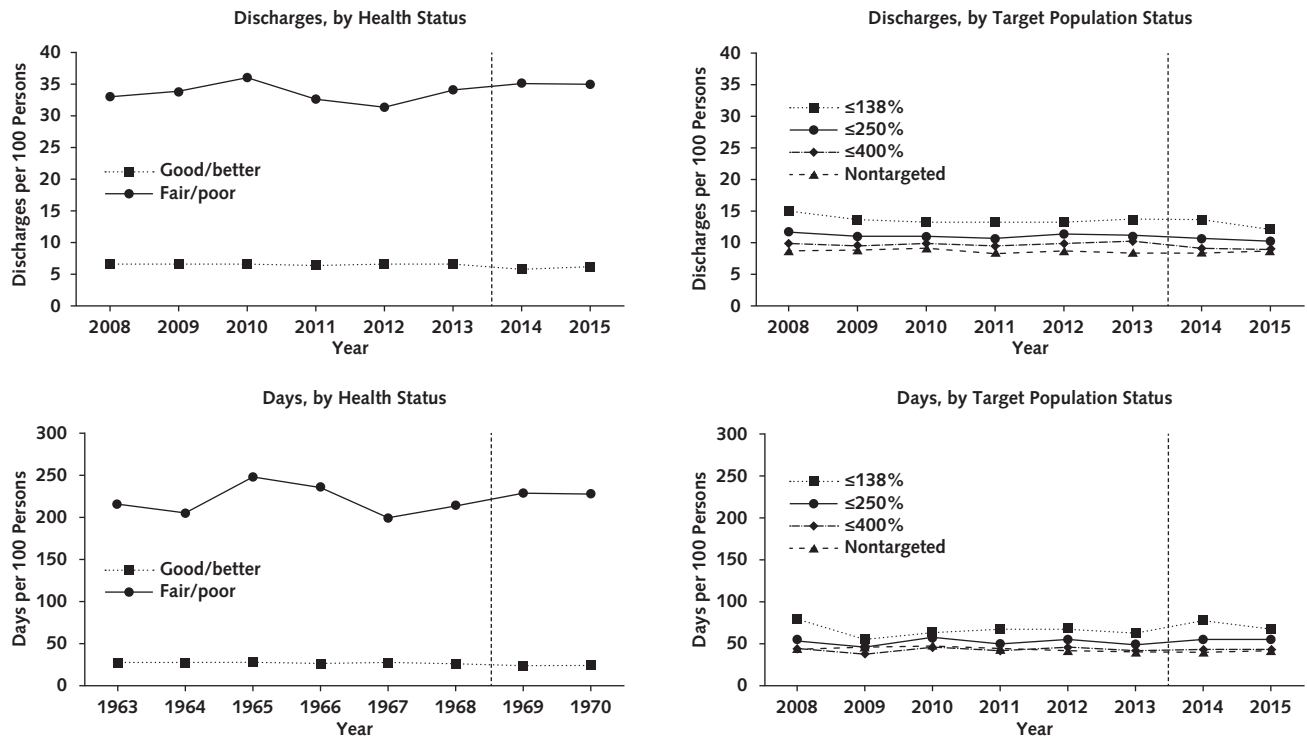 Discharges, by Health Status
Discharges per 100 Persons
40
35
30
25
20
15
10
5
0
Good/better
Fair/poor
2008 2009 2010 2011 2012 2013 2014 2015
Year
Discharges, by Target Population Status
Discharges per 100 Persons
40
35
30
25
20
15
10
5
0
≤138%
≤250%
≤400%
Nontargeted
2008 2009 2010 2011 2012 2013 2014 2015
Year
Days, by Health Status
Days per 100 Persons
300
250
200
150
100
50
0
Good/better
Fair/poor
1963 1964 1965 1966 1967 1968 1969 1970
Year
Days, by Target Population Status
Days per 100 Persons
300
250
200
150
100
50
0
≤138%
≤250%
≤400%
Nontargeted
2008 2009 2010 2011 2012 2013 2014 2015
Year